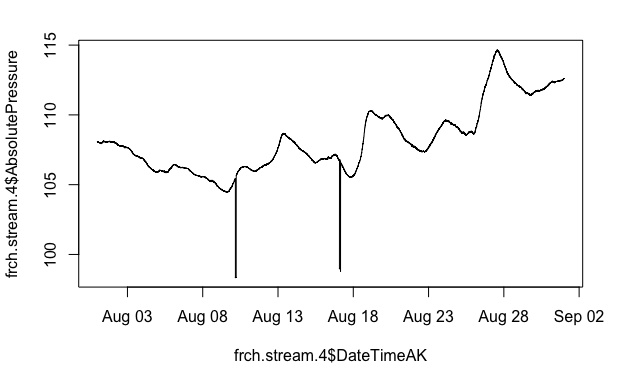 115
110
105
100
frch.stream.4$AbsolutePressure
Aug 03 Aug 08 Aug 13 Aug 18 Aug 23 Aug 28 Sep 02
frch.stream.4$DateTimeAK